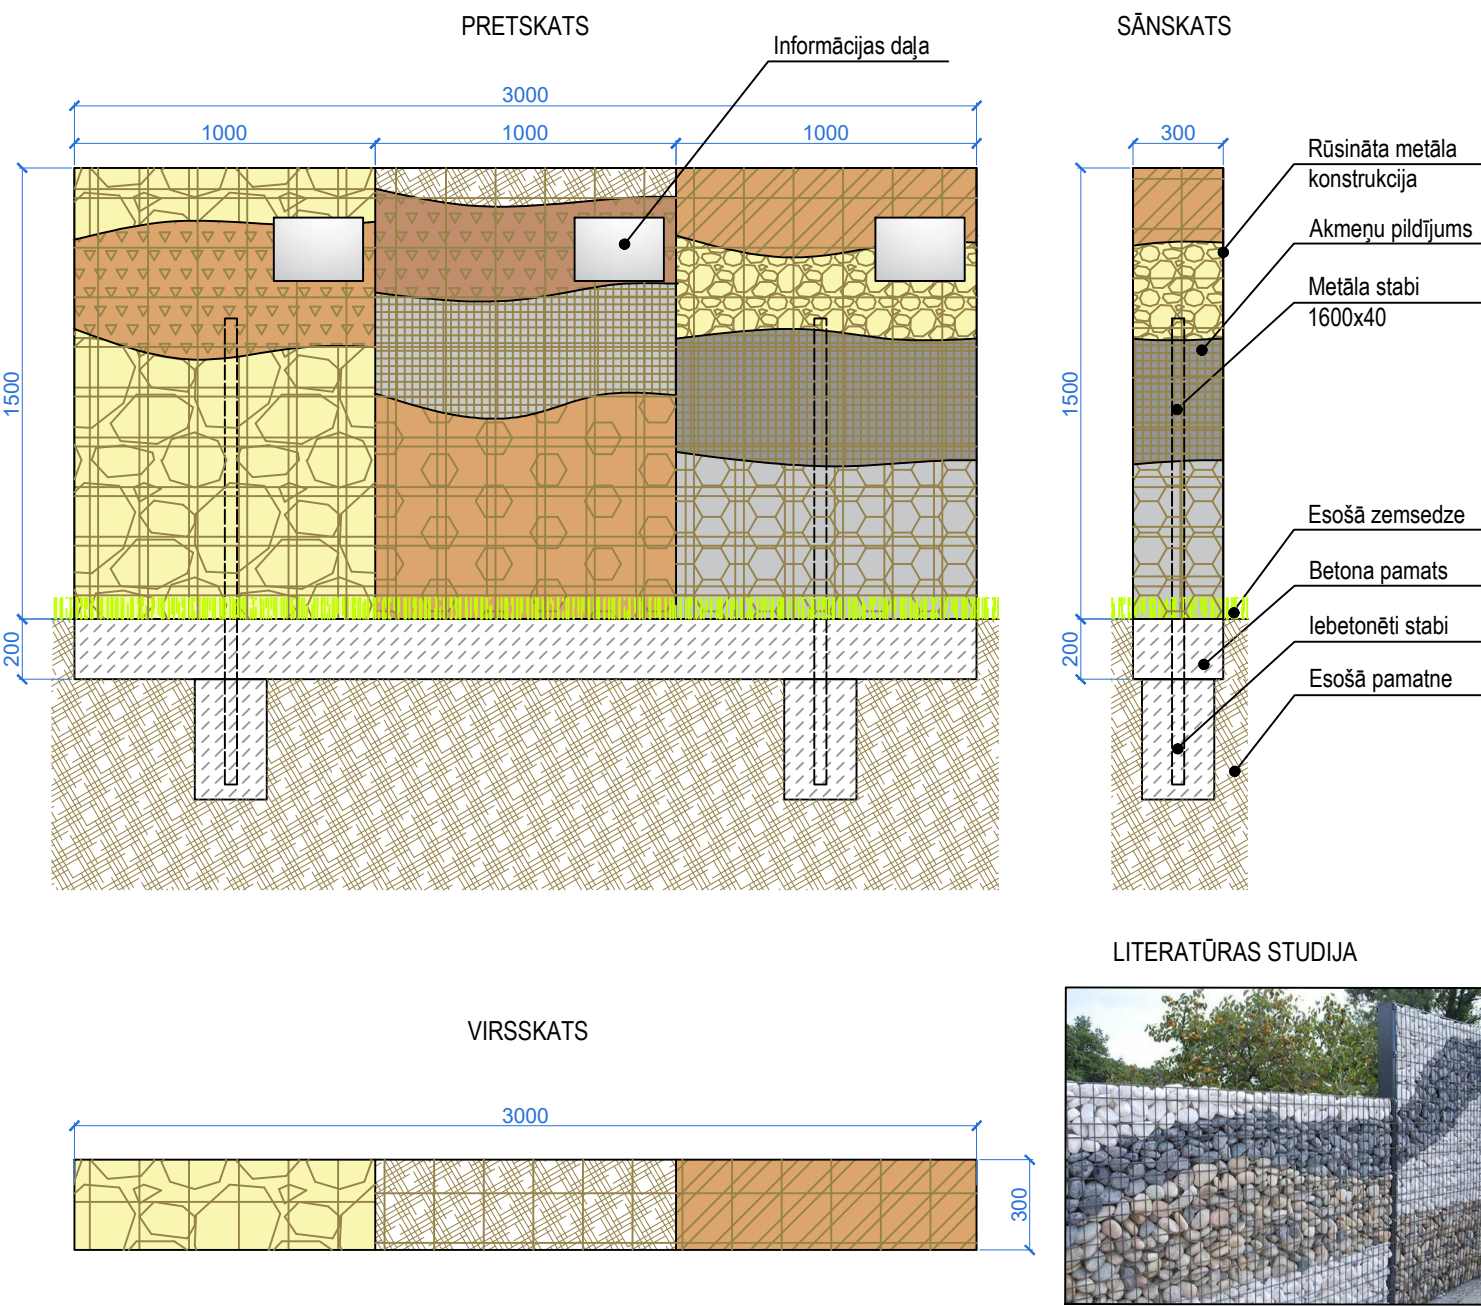 PRETSKATS
SĀNSKATS
Informācijas daļa
3000
1000
1000
1000
300
Rūsināta metāla
konstrukcija
Akmeņu pildījums
Metāla stabi
1600x40
1500
1500
Esošā zemsedze
Betona pamats
Iebetonēti stabi
Esošā pamatne
200
200
LITERATŪRAS STUDIJA
VIRSSKATS
3000
300